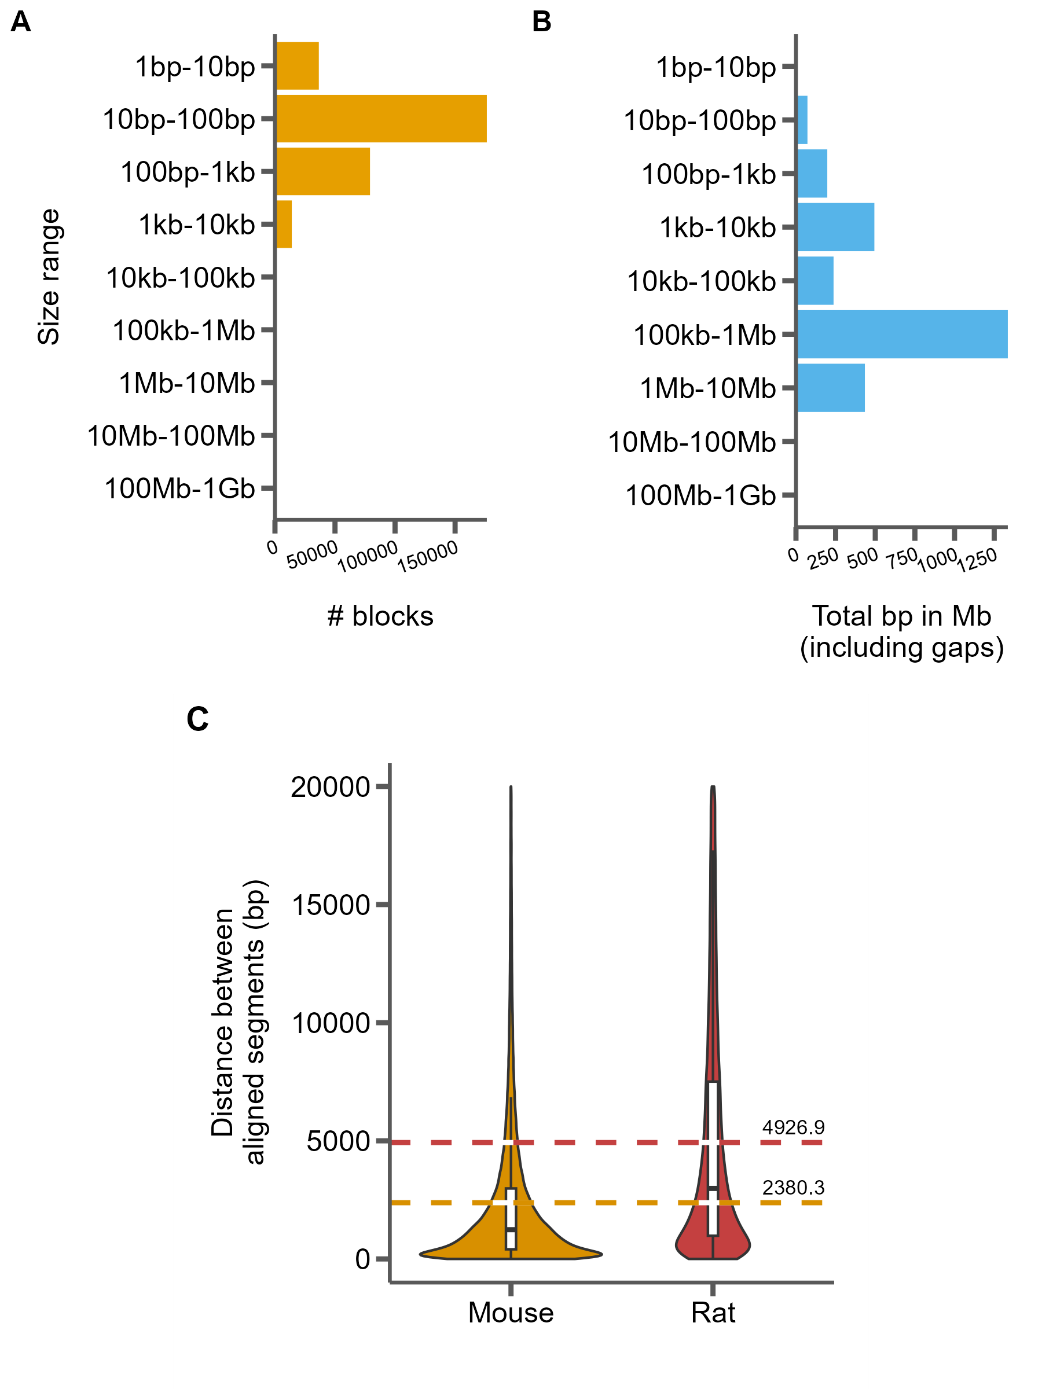 A
Size range
1bp-10bp
10bp-100bp
100bp-1kb
1kb-10kb
10kb-100kb
100kb-1Mb
1Mb-10Mb
10Mb-100Mb
100Mb-1Gb
0 50000 100000 150000
# blocks
B
1bp-10bp
10bp-100bp
100bp-1kb
1kb-10kb
10kb-100kb
100kb-1Mb
1Mb-10Mb
10Mb-100Mb
100Mb-1Gb
0 250 500 750 1000 1250
Total bp in Mb
(including gaps)
C
Distance between
aligned segments (bp)
20000
15000
10000
5000
0
4926.9
2380.3
Mouse Rat